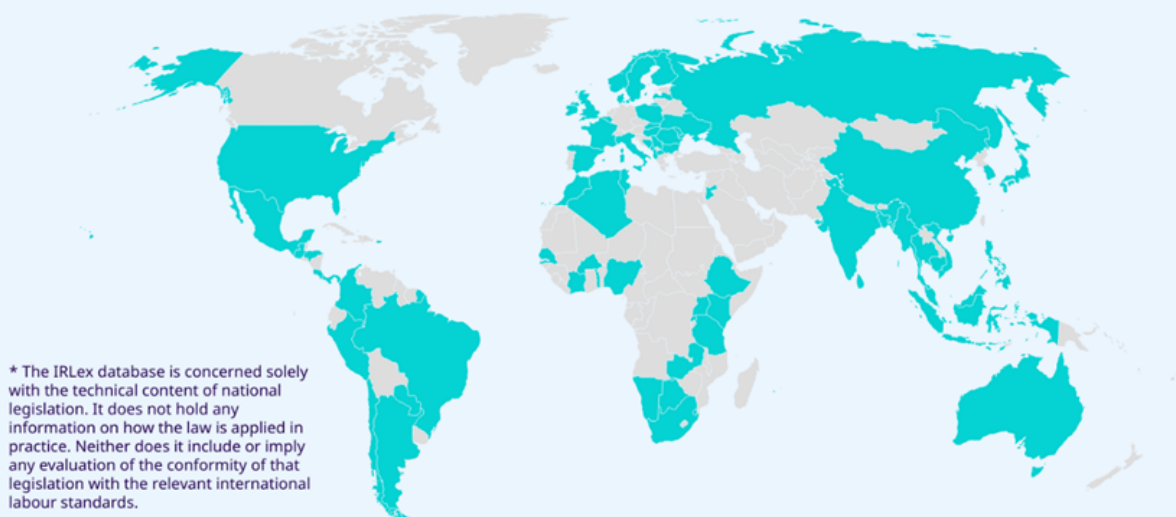 * The IRLex database is concerned solely
with the technical content of national
legislation. It does not hold any
information on how the law is applied in
practice. Neither does it include or imply
any evaluation of the conformity of that
legislation with the relevant international
labour standards.